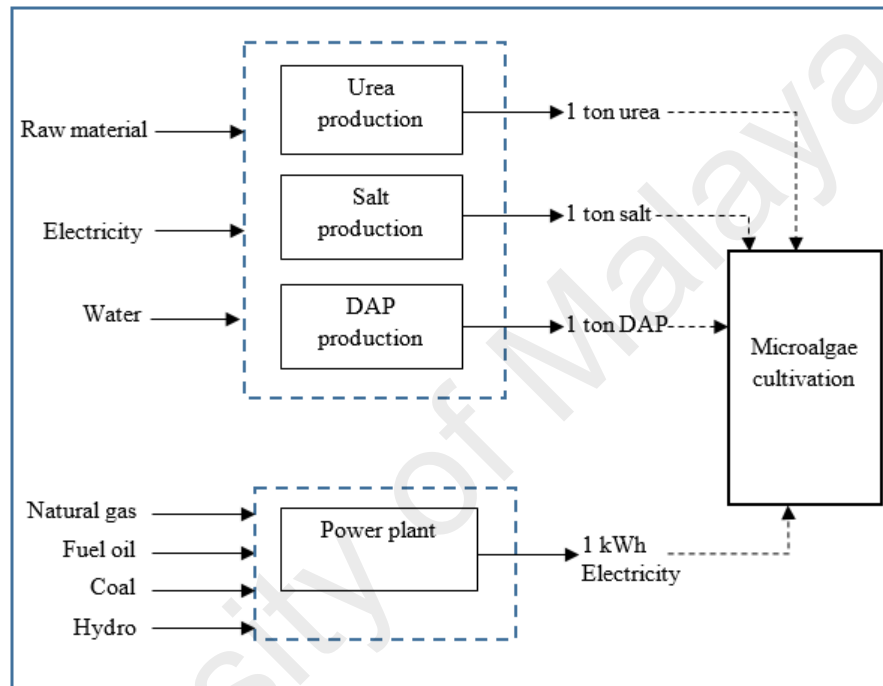 Raw material
Electricity
Water
Urea
production
Salt
production
DAP
production
1 ton urea
1 ton salt
1 ton DAP
Microalgae
cultivation
Natural gas
Fuel oil
Coal
Hydro
Power plant
1 kWh
Electricity
sity of Malaya